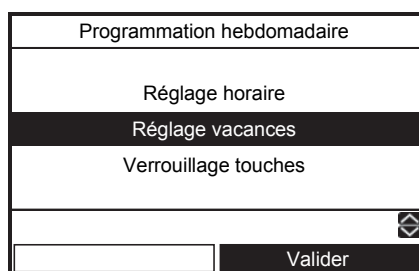 Programmation hebdomadaire
Réglage horaire
Réglage vacances
Verrouillage touches
Valider